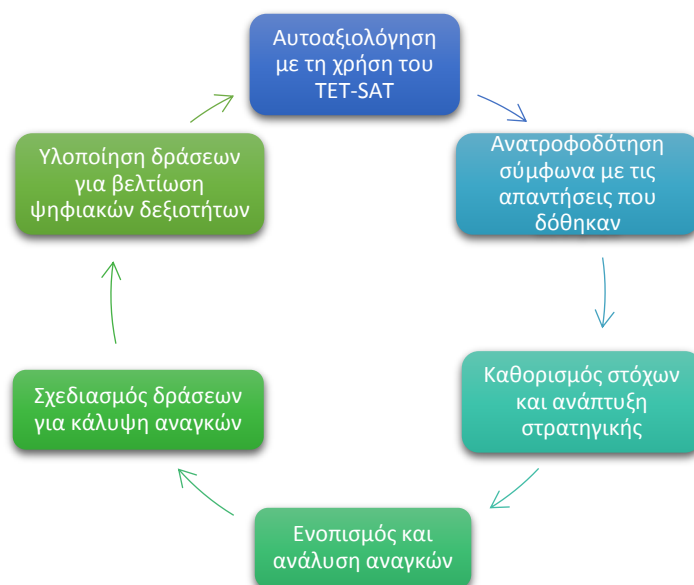 Αυτοαξιολόγηση
με τη χρήση του
TET-SAT
Ανατροφοδότηση
σύμφωνα με τις
απαντήσεις που
δόθηκαν
Καθορισμός στόχων
και ανάπτυξη
στρατηγικής
Ενοπισμός και
ανάλυση αναγκών
Σχεδιασμός δράσεων
για κάλυψη αναγκών
Υλοποίηση δράσεων
για βελτίωση
ψηφιακών δεξιοτήτων